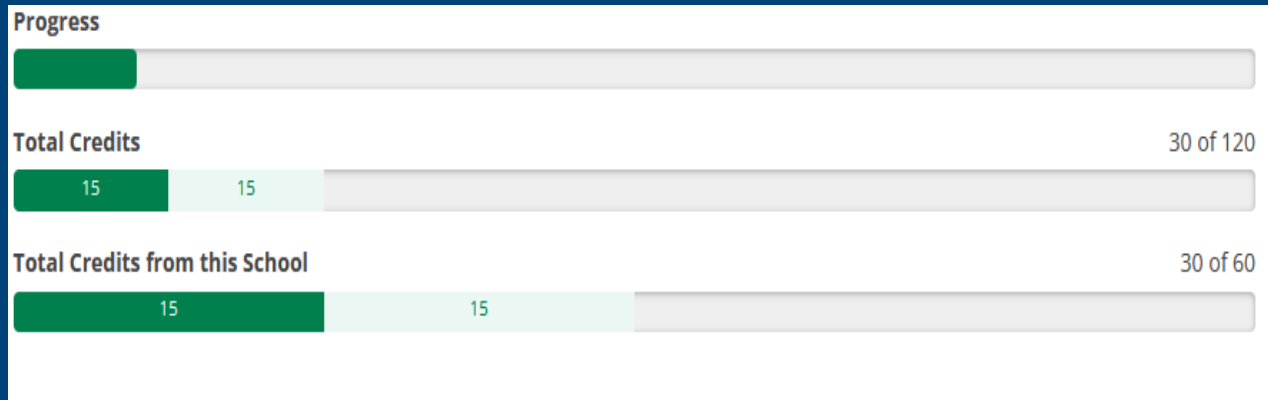 Progress
Total Credits 30 of 120
15 15
Total Credits from this School 30 of 60
15 15